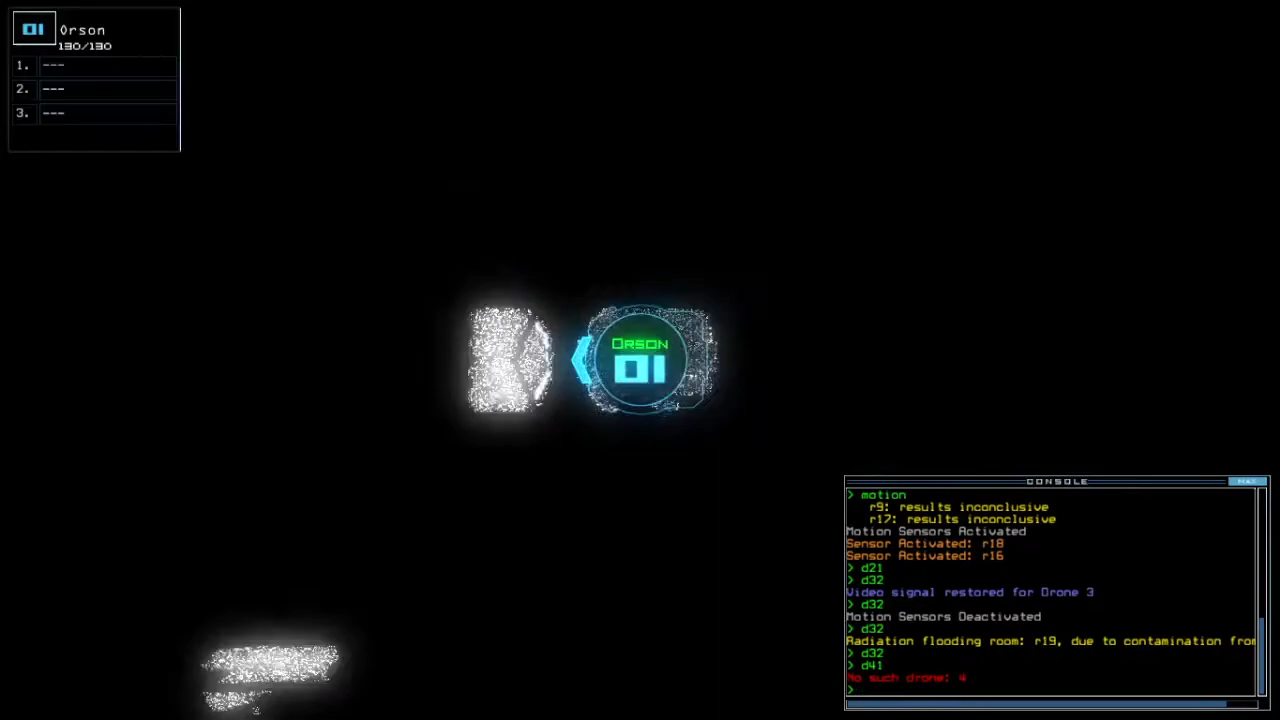 01 Orson
130/130
1. ---
2. ---
3. ---
Orson
01
CONSOLE
> motion
r9: results inconclusive
r17: results inconclusive
Motion Sensors Activated
Sensor Activated: r18
Sensor Activated: r16
> d21
> d32
Video signal restored for Drone 3
> d32
Motion Sensors Deactivated
> d32
Radiation flooding room: r19, due to contamination from
> d32
> d41
No such drone: 4
>